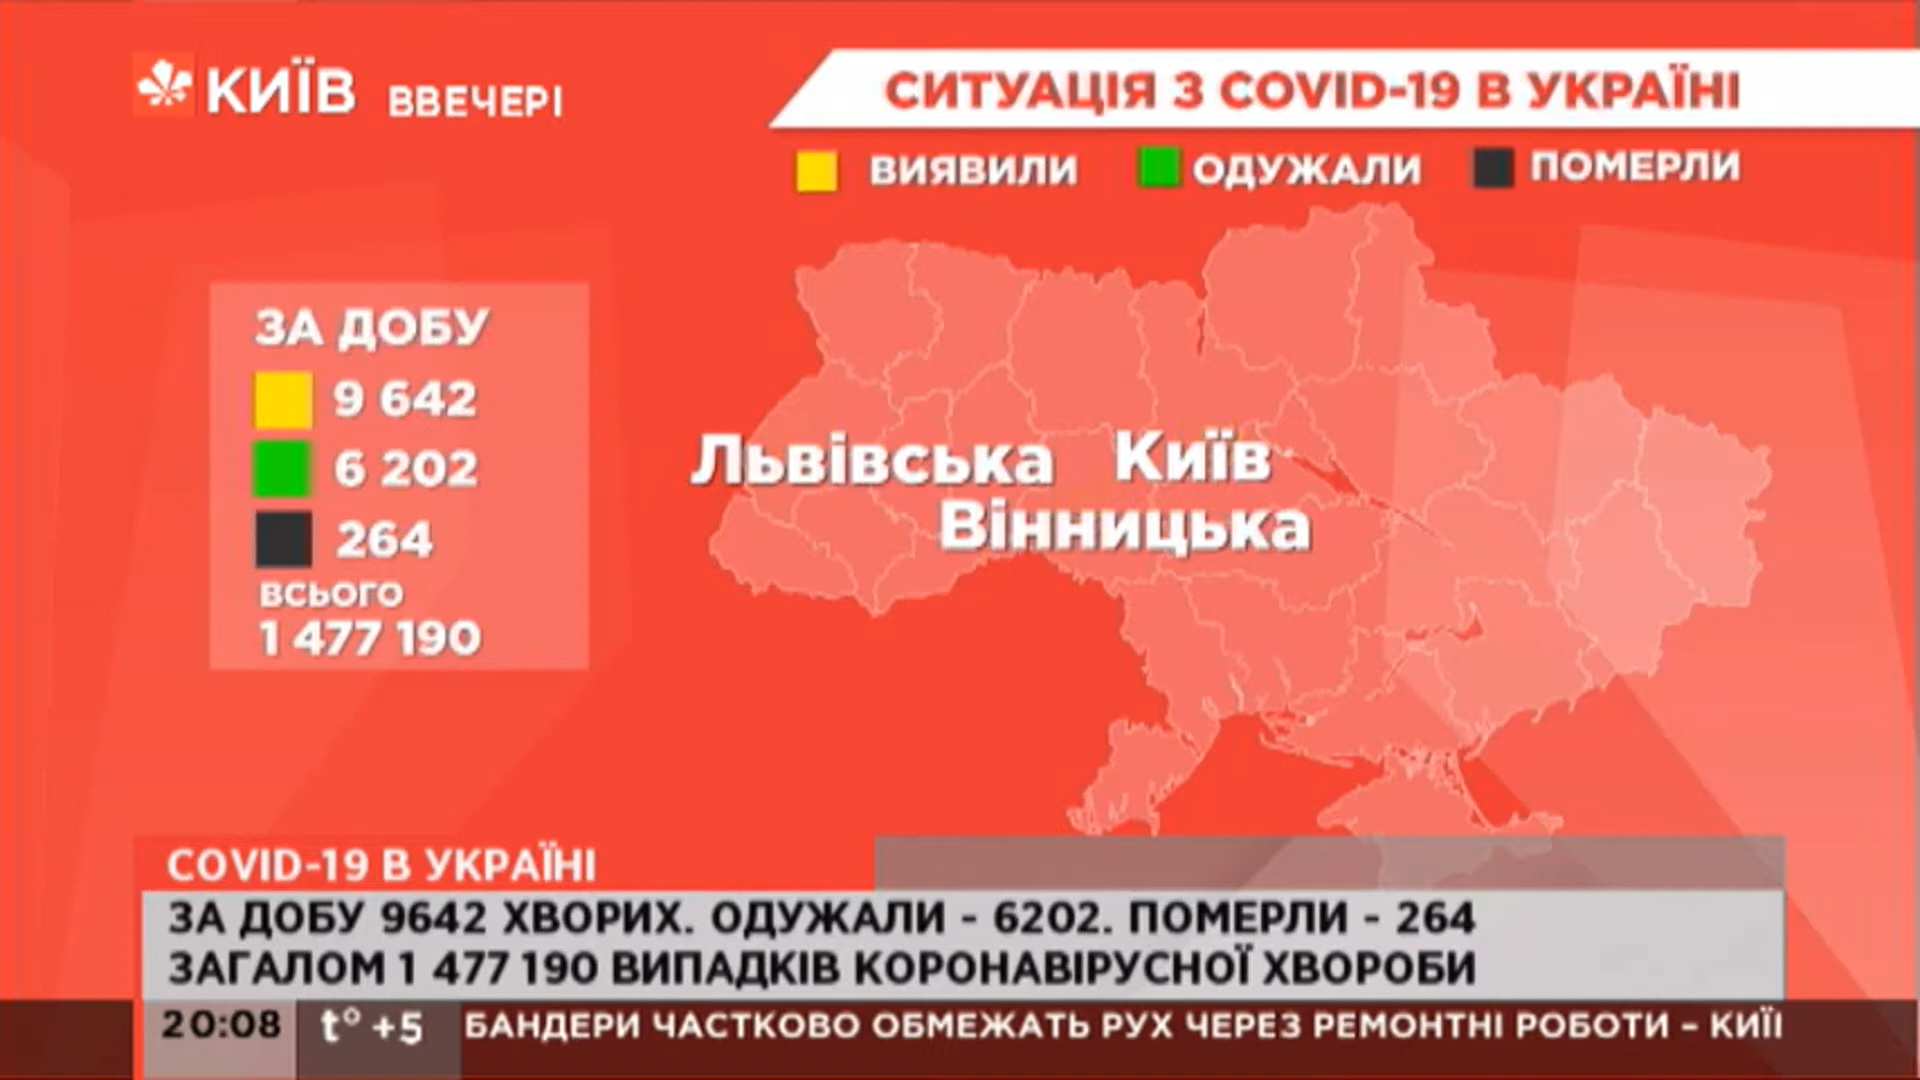 КИЇВ ВВЕЧЕРІ
СИТУАЦІЯ З COVID-19 В УКРАЇНІ
ВИЯВИЛИ ОДУЖАЛИ ПОМЕРЛИ
ЗА ДОБУ
9 642
6 202
264
ВСЬОГО
1 477 190
Львівська Київ
Вінницька
COVID-19 В УКРАЇНІ
ЗА ДОБУ 9642 ХВОРИХ. ОДУЖАЛИ - 6202. ПОМЕРЛИ - 264
ЗАГАЛОМ 1 477 190 ВИПАДКІВ КОРОНАВІРУСНОЇ ХВОРОБИ
20:08 t° +5 БАНДЕРИ ЧАСТКОВО ОБМЕЖАТЬ РУХ ЧЕРЕЗ РЕМОНТНІ РОБОТИ –